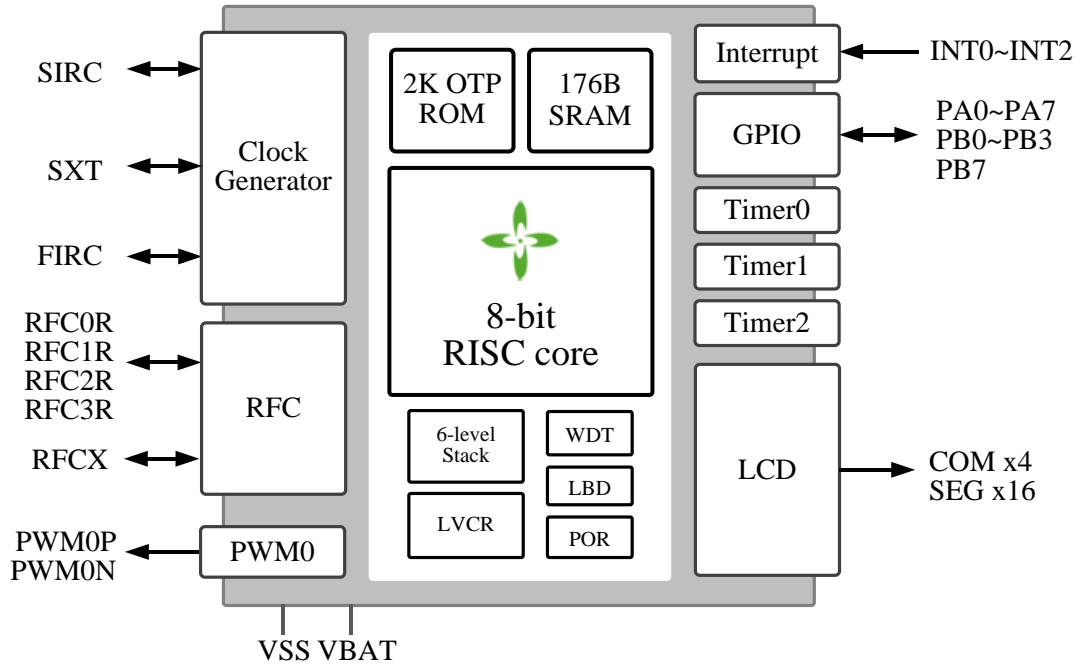 SIRC
SXT
FIRC
RFC0R
RFC1R
RFC2R
RFC3R
RFCX
PWM0P
PWM0N
Clock
Generator
RFC
PWM0
2K OTP
ROM
176B
SRAM
8-bit
RISC core
6-level
Stack
LVCR
WDT
LBD
POR
Interrupt
GPIO
Timer0
Timer1
Timer2
LCD
INT0~INT2
PA0~PA7
PB0~PB3
PB7
COM x4
SEG x16
VSS VBAT